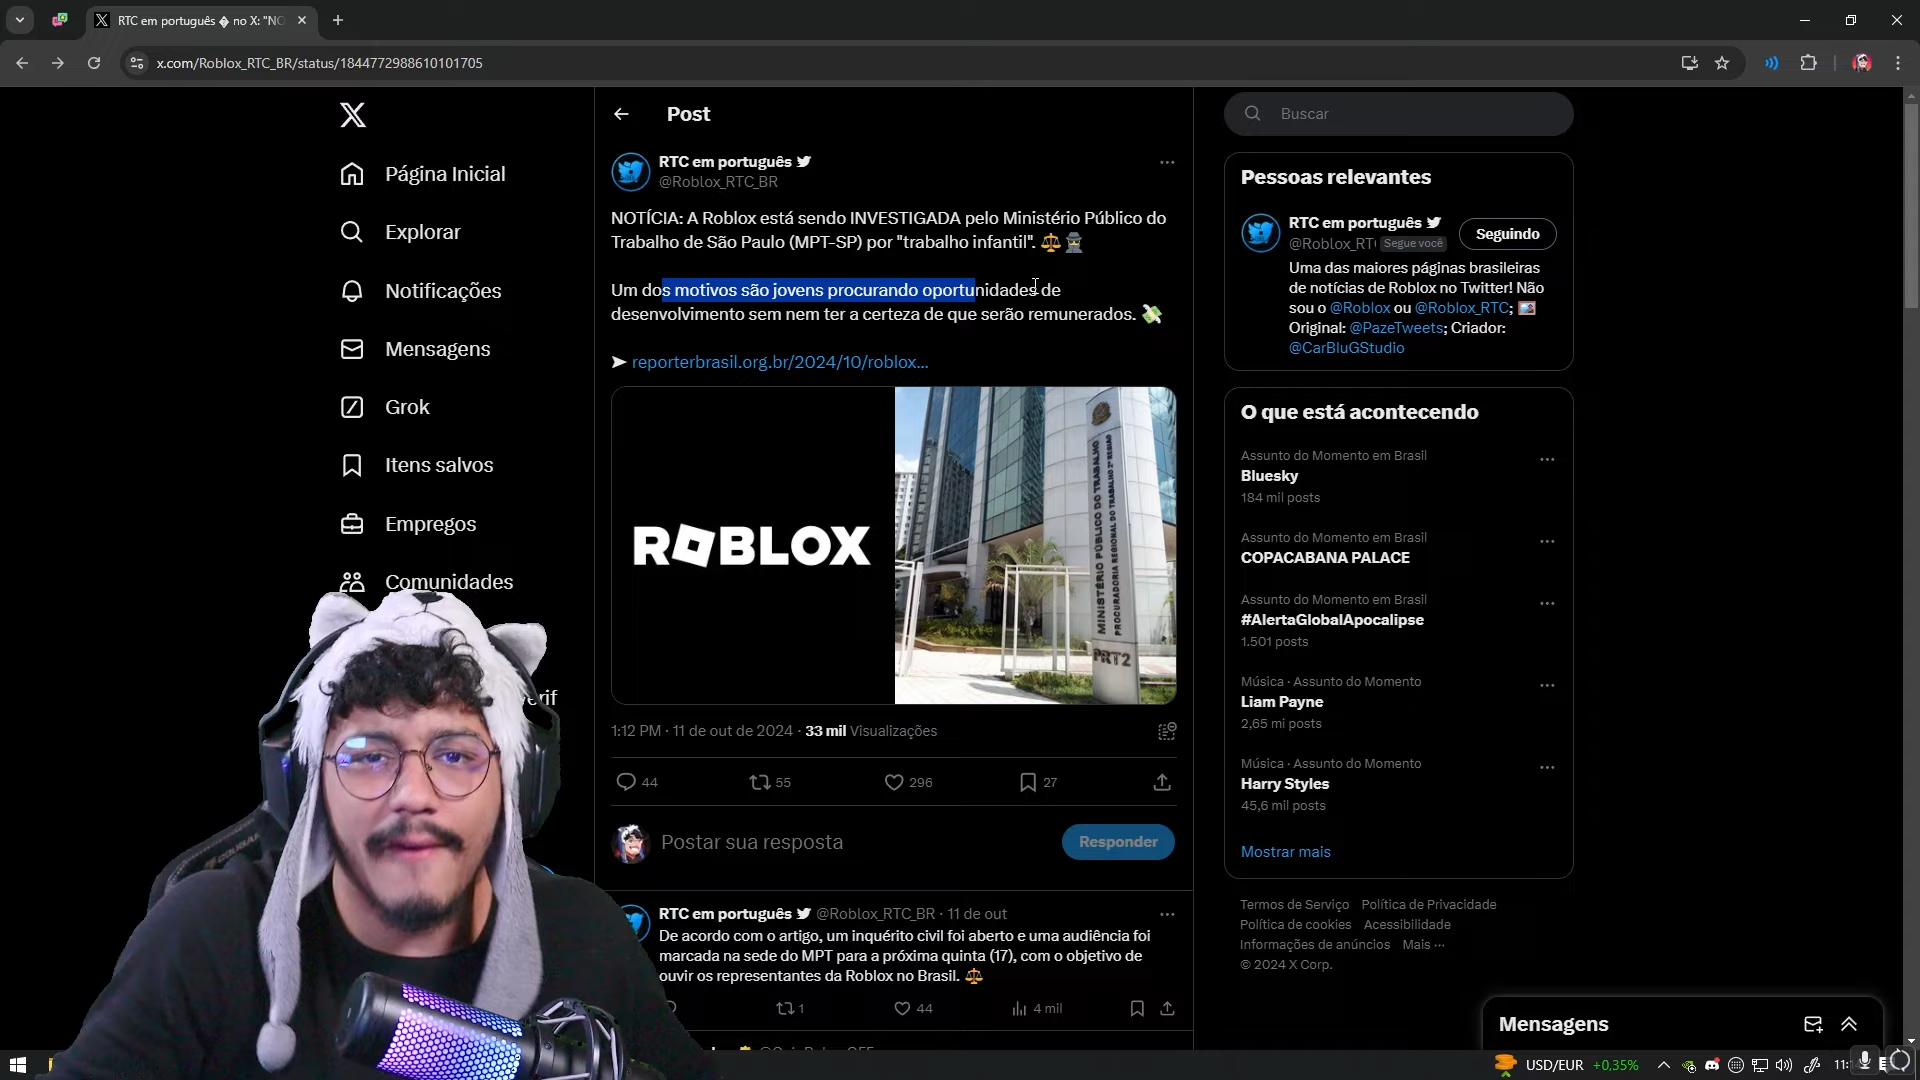 RTC em português � no X: "NO
x.com/Roblox_RTC_BR/status/1844772988610101705
Página Inicial
Explorar
Notificações
Mensagens
Grok
Itens salvos
Empregos
Comunidades
Post
RTC em português
@Roblox_RTC_BR
NOTÍCIA: A Roblox está sendo INVESTIGADA pelo Ministério Público do
Trabalho de São Paulo (MPT-SP) por "trabalho infantil". ⚖️🕵️
Um dos motivos são jovens procurando oportunidades de
desenvolvimento sem nem ter a certeza de que serão remunerados. 💸
➤ reporterbrasil.org.br/2024/10/roblox...
ROBLOX
MINISTÉRIO PÚBLICO DO TRABALHO
PROCURADORIA REGIONAL DO TRABALHO 2ª REGIÃO
PRT2
1:12 PM · 11 de out de 2024 · 33 mil Visualizações
44 55 296 27
Postar sua resposta
Responder
RTC em português @Roblox_RTC_BR · 11 de out
De acordo com o artigo, um inquérito civil foi aberto e uma audiência foi
marcada na sede do MPT para a próxima quinta (17), com o objetivo de
ouvir os representantes da Roblox no Brasil. ⚖️
1 44 4 mil
Buscar
Pessoas relevantes
RTC em português
@Roblox_RT Segue você
Seguindo
Uma das maiores páginas brasileiras
de notícias de Roblox no Twitter! Não
sou o @Roblox ou @Roblox_RTC;
Original: @PazeTweets; Criador:
@CarBluGStudio
O que está acontecendo
Assunto do Momento em Brasil
Bluesky
184 mil posts
Assunto do Momento em Brasil
COPACABANA PALACE
Assunto do Momento em Brasil
#AlertaGlobalApocalipse
1.501 posts
Música · Assunto do Momento
Liam Payne
2,65 mi posts
Música · Assunto do Momento
Harry Styles
45,6 mil posts
Mostrar mais
Termos de Serviço Política de Privacidade
Política de cookies Acessibilidade
Informações de anúncios Mais ...
© 2024 X Corp.
Mensagens
USD/EUR +0,35%
COUGAR